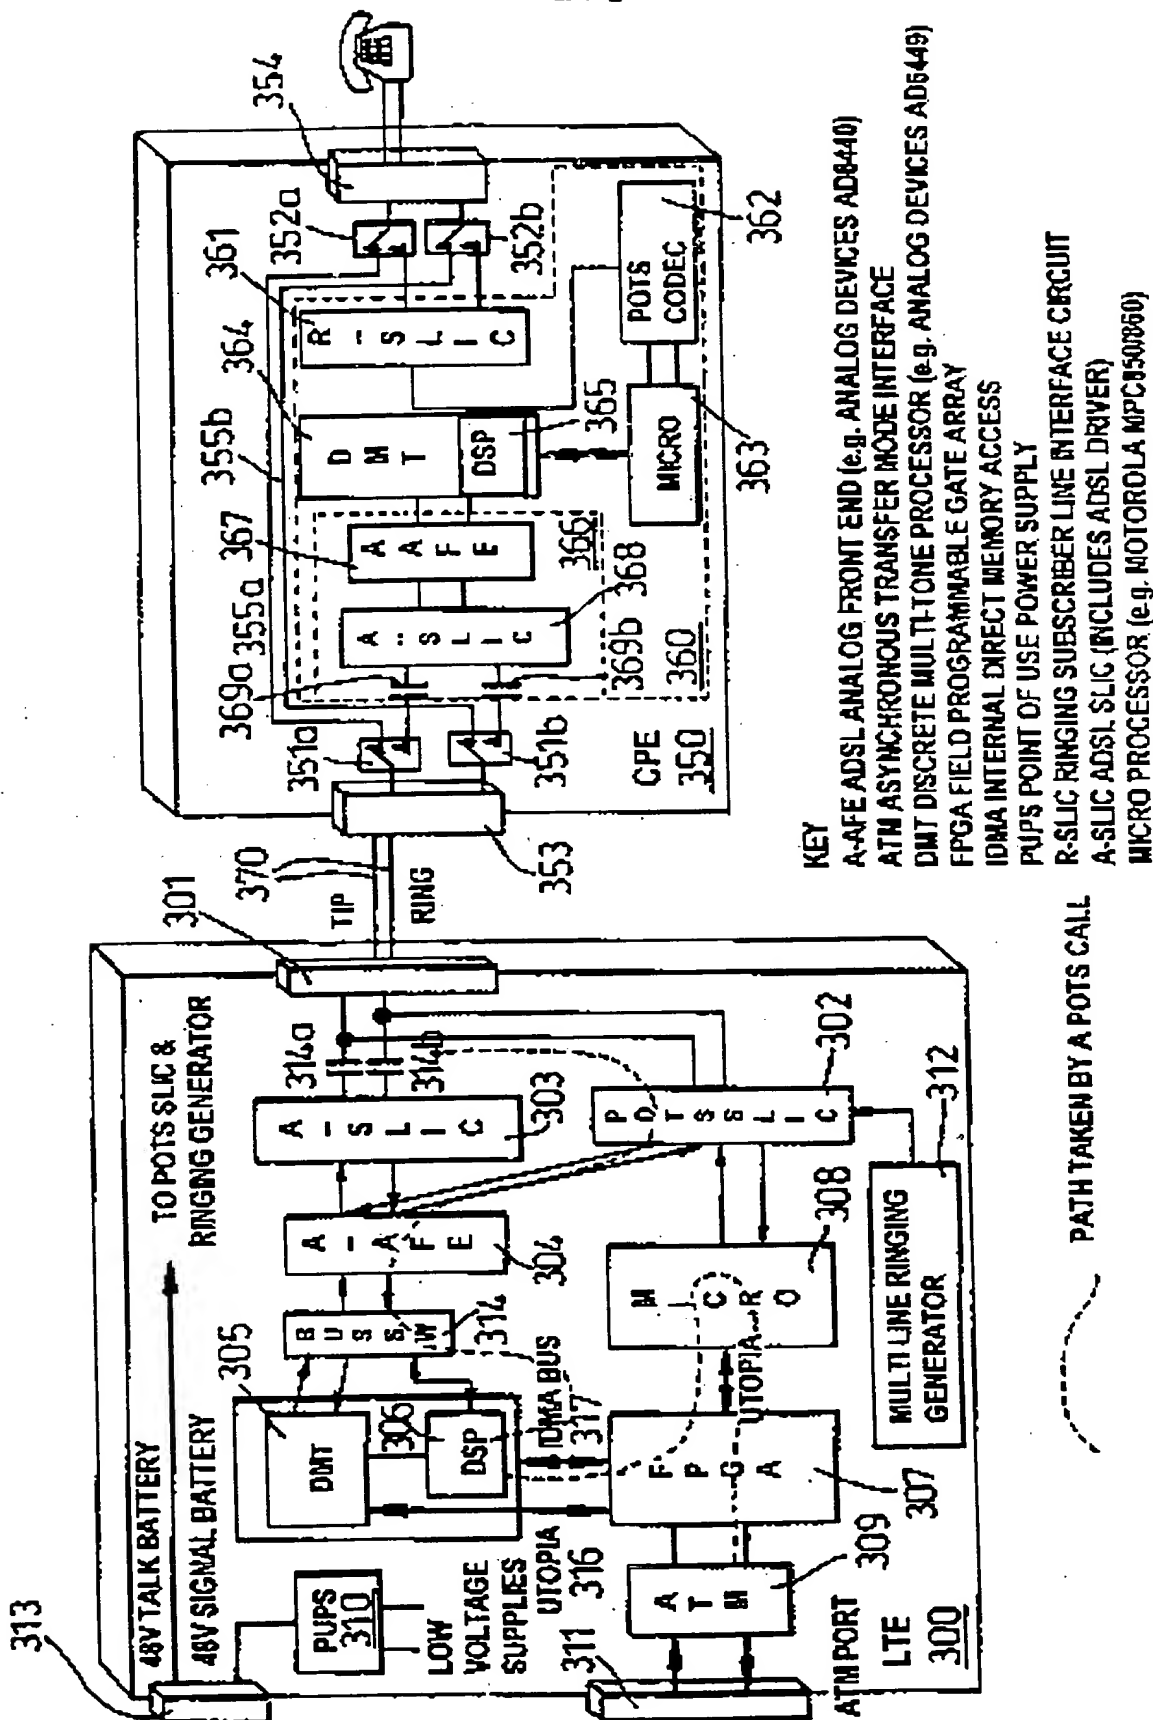 313
48V TALK BATTERY
TO POTS SLIC &
RINGING GENERATOR
48V SIGNAL BATTERY
PUPS
310
LOW
VOLTAGE
SUPPLIES
305
DMT
306
DSP
BUSSW
314
A-AFE
304
A-SLIC
303
314a
314b
301
TIP
RING
370
IDMA BUS
317
UTOPIA
316
UTOPIA
FPGA
307
MICRO
308
POTSSLIC
302
MULTI LINE RINGING
GENERATOR
312
ATM
309
311
ATM PORT
LTE
300
353
351a
351b
369a
369b
355a
355b
A-SLIC
368
AAFE
367
366
DMT
364
DSP
365
R-SLIC
361
352a
352b
354
MICRO
363
POTS
CODEC
362
360
CPE
350
KEY
A-AFE ADSL ANALOG FRONT END (e.g. ANALOG DEVICES AD6440)
ATM ASYNCHRONOUS TRANSFER MODE INTERFACE
DMT DISCRETE MULTI-TONE PROCESSOR (e.g. ANALOG DEVICES AD6449)
FPGA FIELD PROGRAMMABLE GATE ARRAY
IDMA INTERNAL DIRECT MEMORY ACCESS
PUPS POINT OF USE POWER SUPPLY
R-SLIC RINGING SUBSCRIBER LINE INTERFACE CIRCUIT
A-SLIC ADSL SLIC (INCLUDES ADSL DRIVER)
MICRO PROCESSOR (e.g. MOTOROLA MPC850/860)
PATH TAKEN BY A POTS CALL